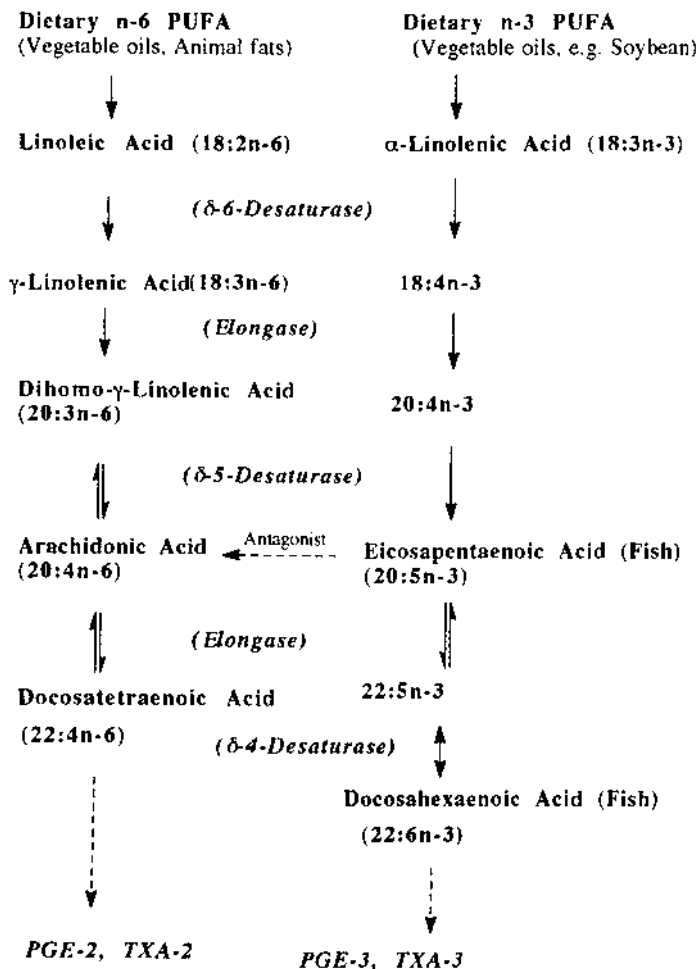 Dietary n-6 PUFA
(Vegetable oils, Animal fats)
Dietary n-3 PUFA
(Vegetable oils, e.g. Soybean)
Linoleic Acid (18:2n-6)
α-Linolenic Acid (18:3n-3)
(δ-6-Desaturase)
γ-Linolenic Acid(18:3n-6)
18:4n-3
(Elongase)
Dihomo-γ-Linolenic Acid
(20:3n-6)
20:4n-3
(δ-5-Desaturase)
Arachidonic Acid
(20:4n-6)
Antagonist
Eicosapentaenoic Acid (Fish)
(20:5n-3)
(Elongase)
Docosatetraenoic Acid
(22:4n-6)
22:5n-3
(δ-4-Desaturase)
Docosahexaenoic Acid (Fish)
(22:6n-3)
PGE-2, TXA-2
PGE-3, TXA-3